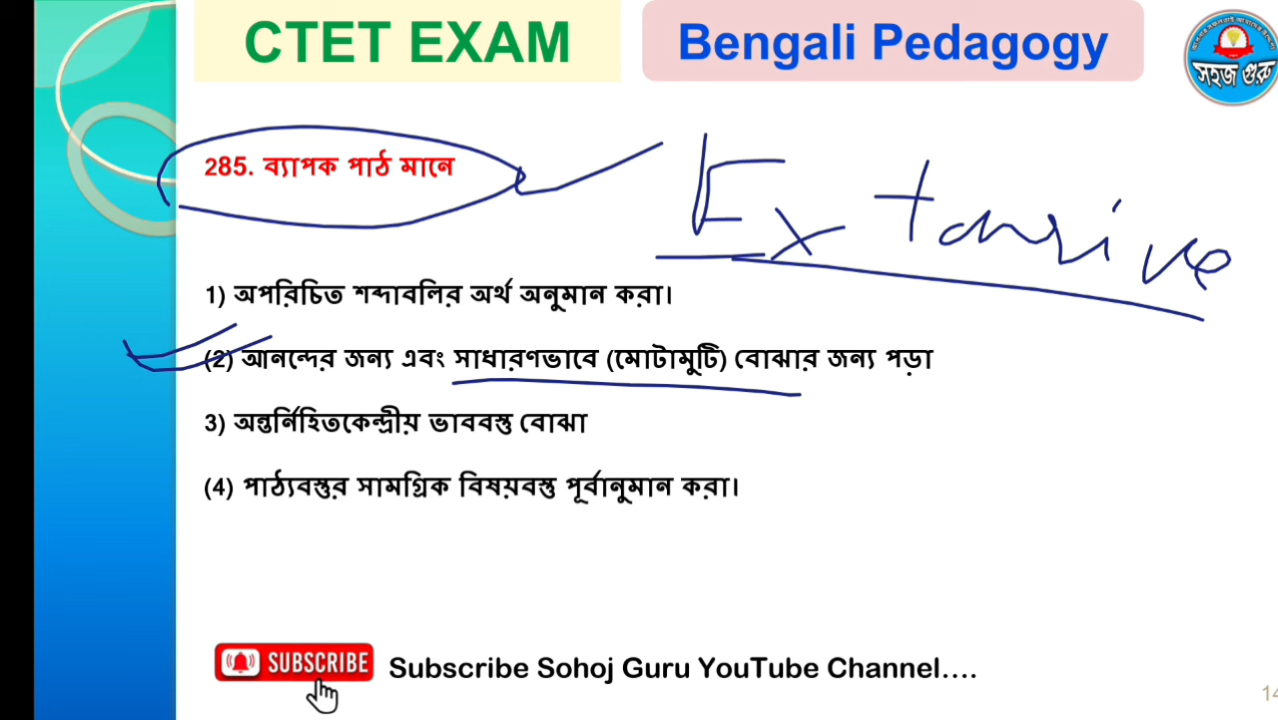 CTET EXAM
Bengali Pedagogy
সহজ গুরু
285. ব্যাপক পাঠ মানে
Extensive
1) অপরিচিত শব্দাবলির অর্থ অনুমান করা।
(2) আনন্দের জন্য এবং সাধারণভাবে (মোটামুটি) বোঝার জন্য পড়া
3) অন্তর্নিহিতকেন্দ্রীয় ভাববস্তু বোঝা
(4) পাঠ্যবস্তুর সামগ্রিক বিষয়বস্তু পূর্বানুমান করা।
SUBSCRIBE
Subscribe Sohoj Guru YouTube Channel....